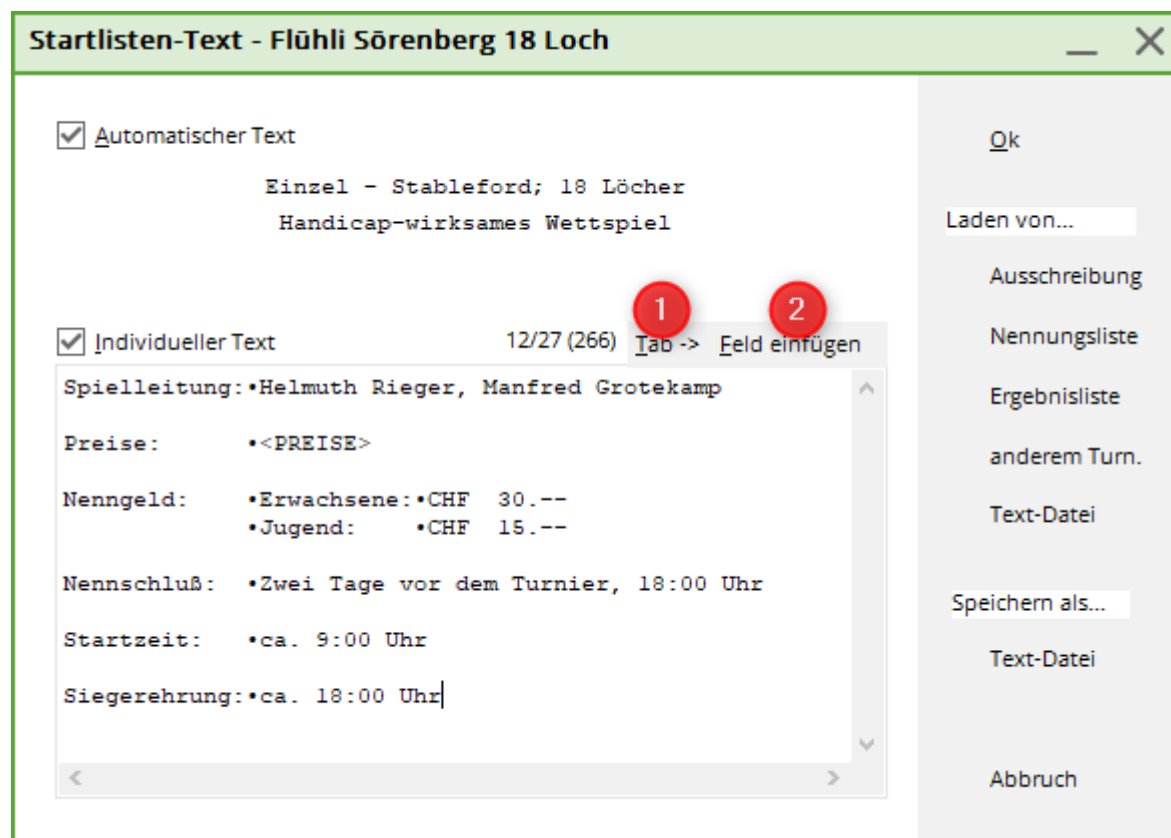 Startlisten-Text - Flūhli Sōrenberg 18 Loch
Automatischer Text
Einzel - Stableford; 18 Löcher
Handicap-wirksames Wettspiel
1 2
Individueller Text 12/27 (266) Tab -> Feld einfügen
Spielleitung:•Helmuth Rieger, Manfred Grotekamp
Preise: •<PREISE>
Nenngeld: •Erwachsene:•CHF 30.--
•Jugend: •CHF 15.--
Nennschluß: •Zwei Tage vor dem Turnier, 18:00 Uhr
Startzeit: •ca. 9:00 Uhr
Siegerehrung:•ca. 18:00 Uhr
Ok
Laden von...
Ausschreibung
Nennungsliste
Ergebnisliste
anderem Turn.
Text-Datei
Speichern als...
Text-Datei
Abbruch